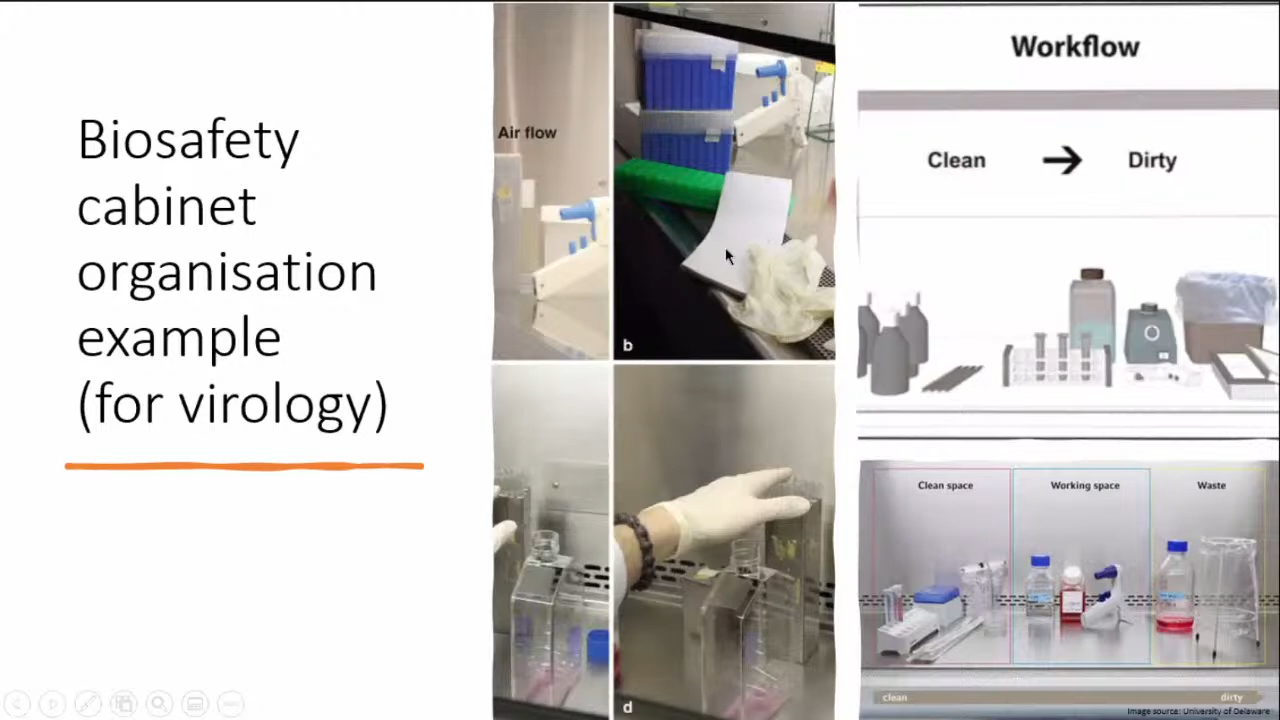 Biosafety
cabinet
organisation
example
(for virology)
Air flow
b
d
Workflow
Clean → Dirty
Clean space
Working space
Waste
clean
dirty
Image source: University of Delaware